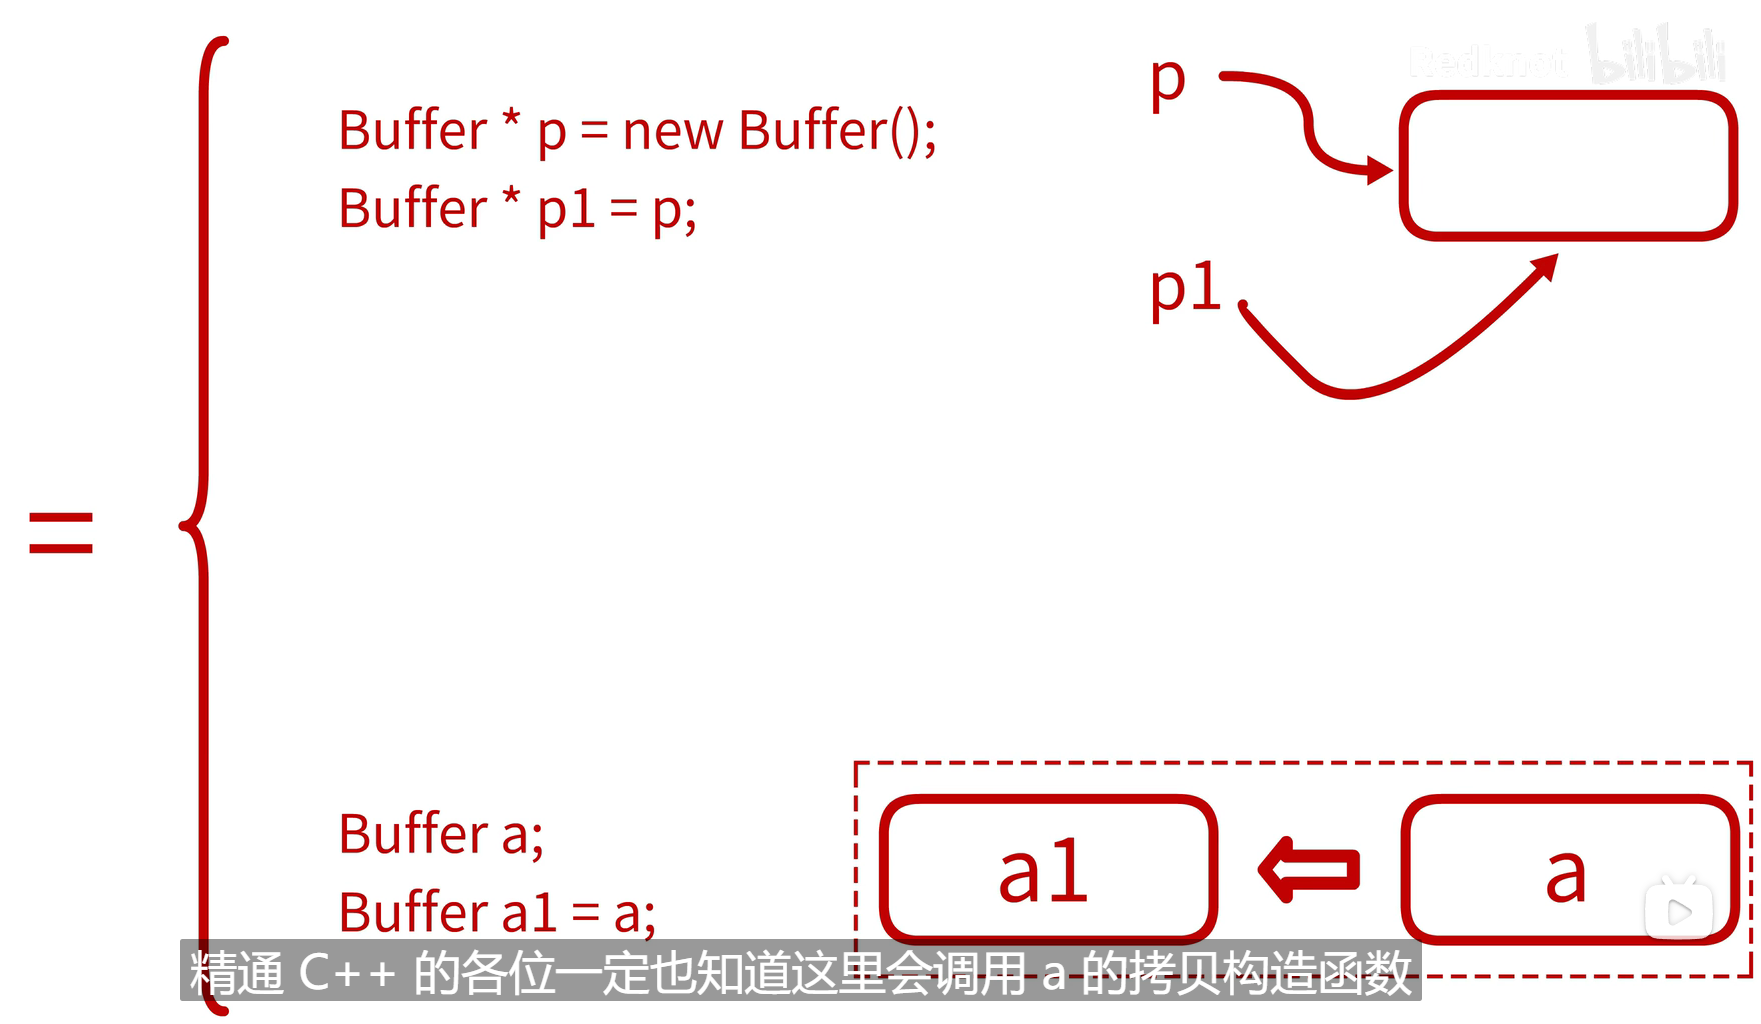 Redknot bilibili
p
Buffer * p = new Buffer();
Buffer * p1 = p;
p1
=
Buffer a;
Buffer a1 = a;
a1
a
精通 C++ 的各位一定也知道这里会调用 a 的拷贝构造函数